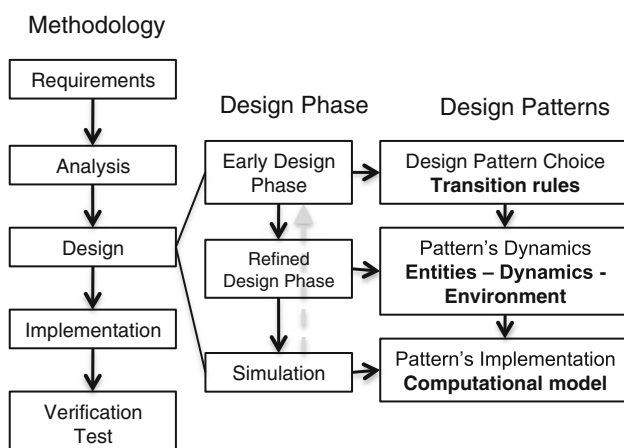 Methodology
Requirements
Analysis
Design
Implementation
Verification
Test
Design Phase
Early Design
Phase
Refined
Design Phase
Simulation
Design Patterns
Design Pattern Choice
Transition rules
Pattern's Dynamics
Entities – Dynamics -
Environment
Pattern's Implementation
Computational model